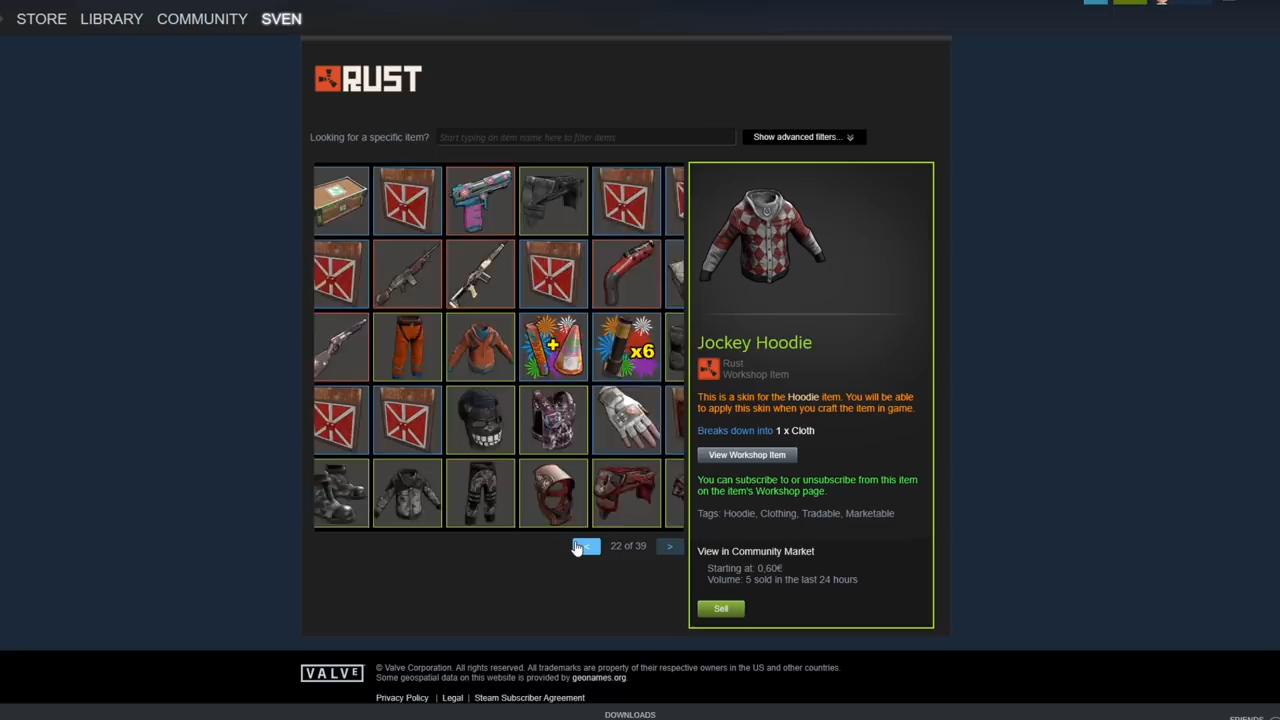 STORE LIBRARY COMMUNITY SVEN
RUST
Looking for a specific item? Start typing an item name here to filter items Show advanced filters...
+
x6
Jockey Hoodie
Rust
Workshop Item
This is a skin for the Hoodie item. You will be able
to apply this skin when you craft the item in game.
Breaks down into 1 x Cloth
View Workshop Item
You can subscribe to or unsubscribe from this item
on the item's Workshop page.
Tags: Hoodie, Clothing, Tradable, Marketable
< 22 of 39 >
View in Community Market
Starting at: 0,60€
Volume: 5 sold in the last 24 hours
Sell
VALVE
© Valve Corporation. All rights reserved. All trademarks are property of their respective owners in the US and other countries.
Some geospatial data on this website is provided by geonames.org.
Privacy Policy | Legal | Steam Subscriber Agreement
DOWNLOADS
FRIENDS